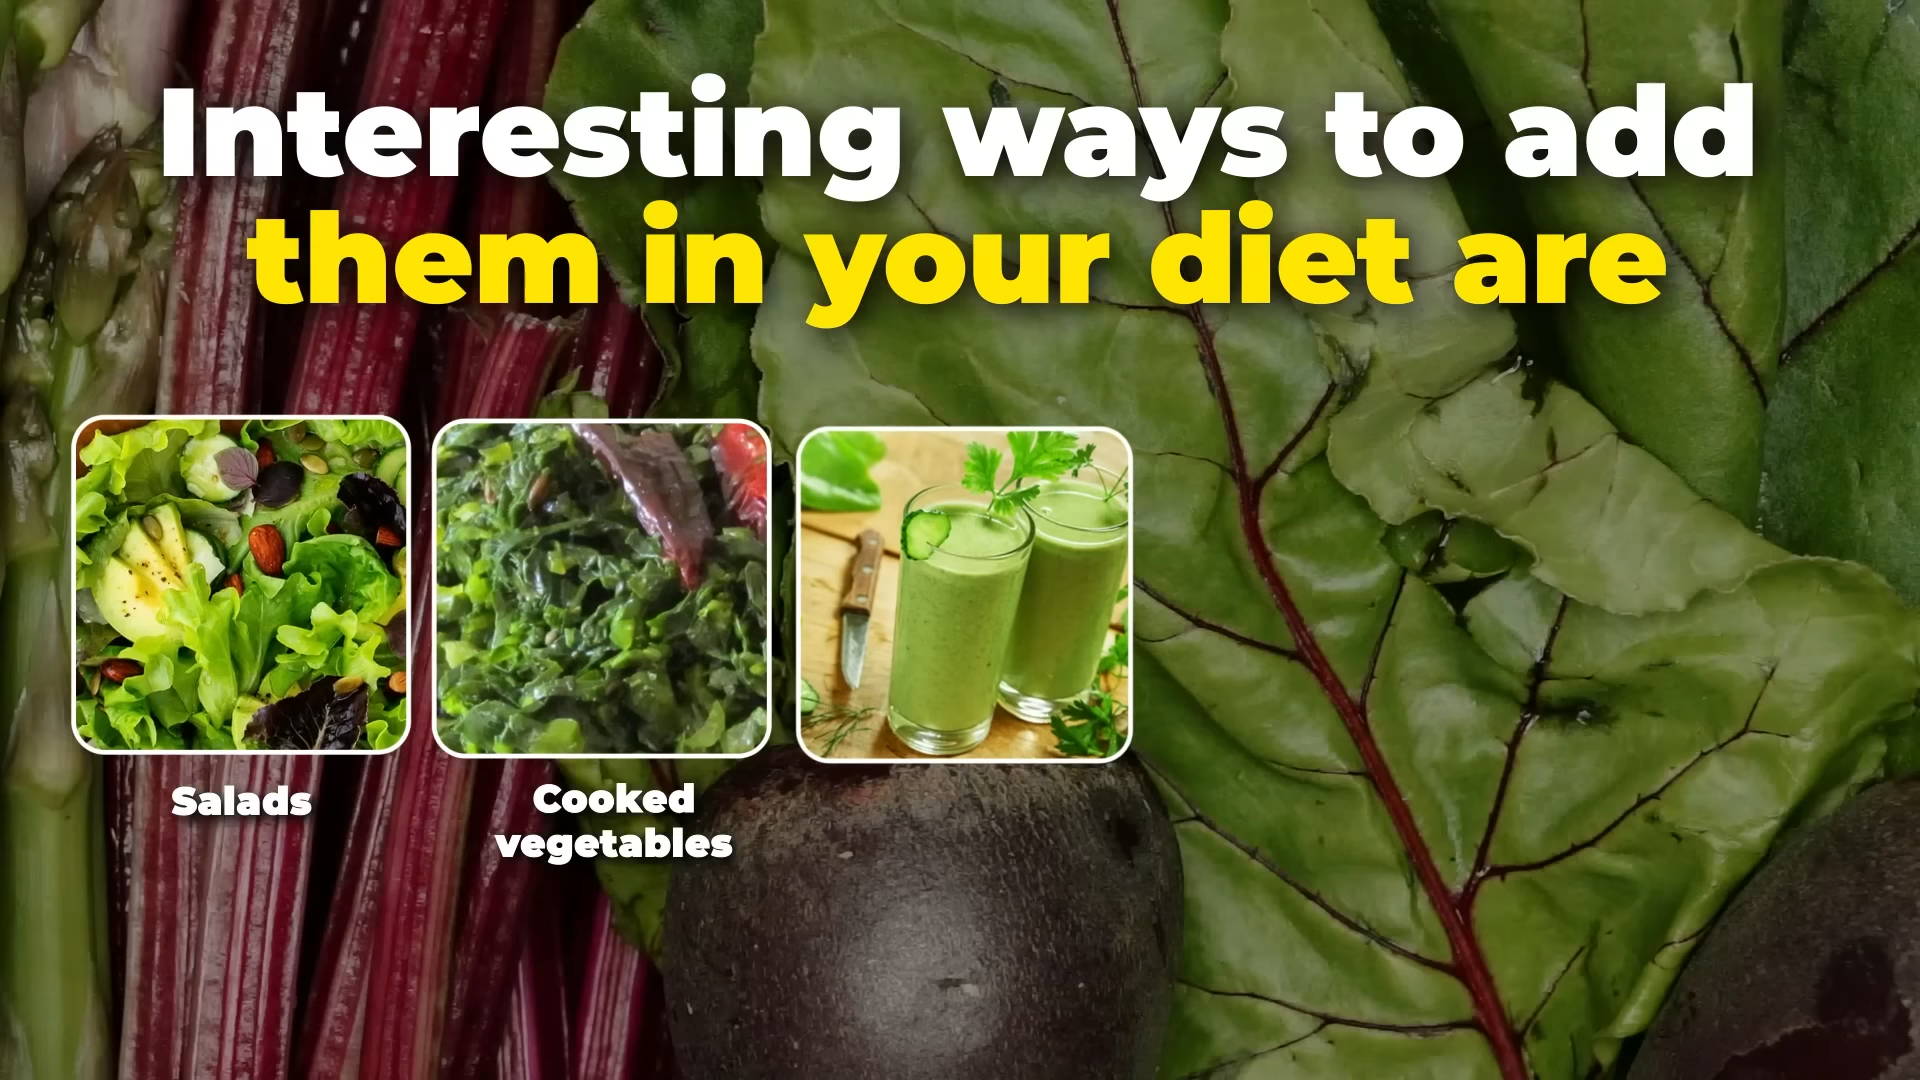 Interesting ways to add
them in your diet are
Salads
Cooked
vegetables